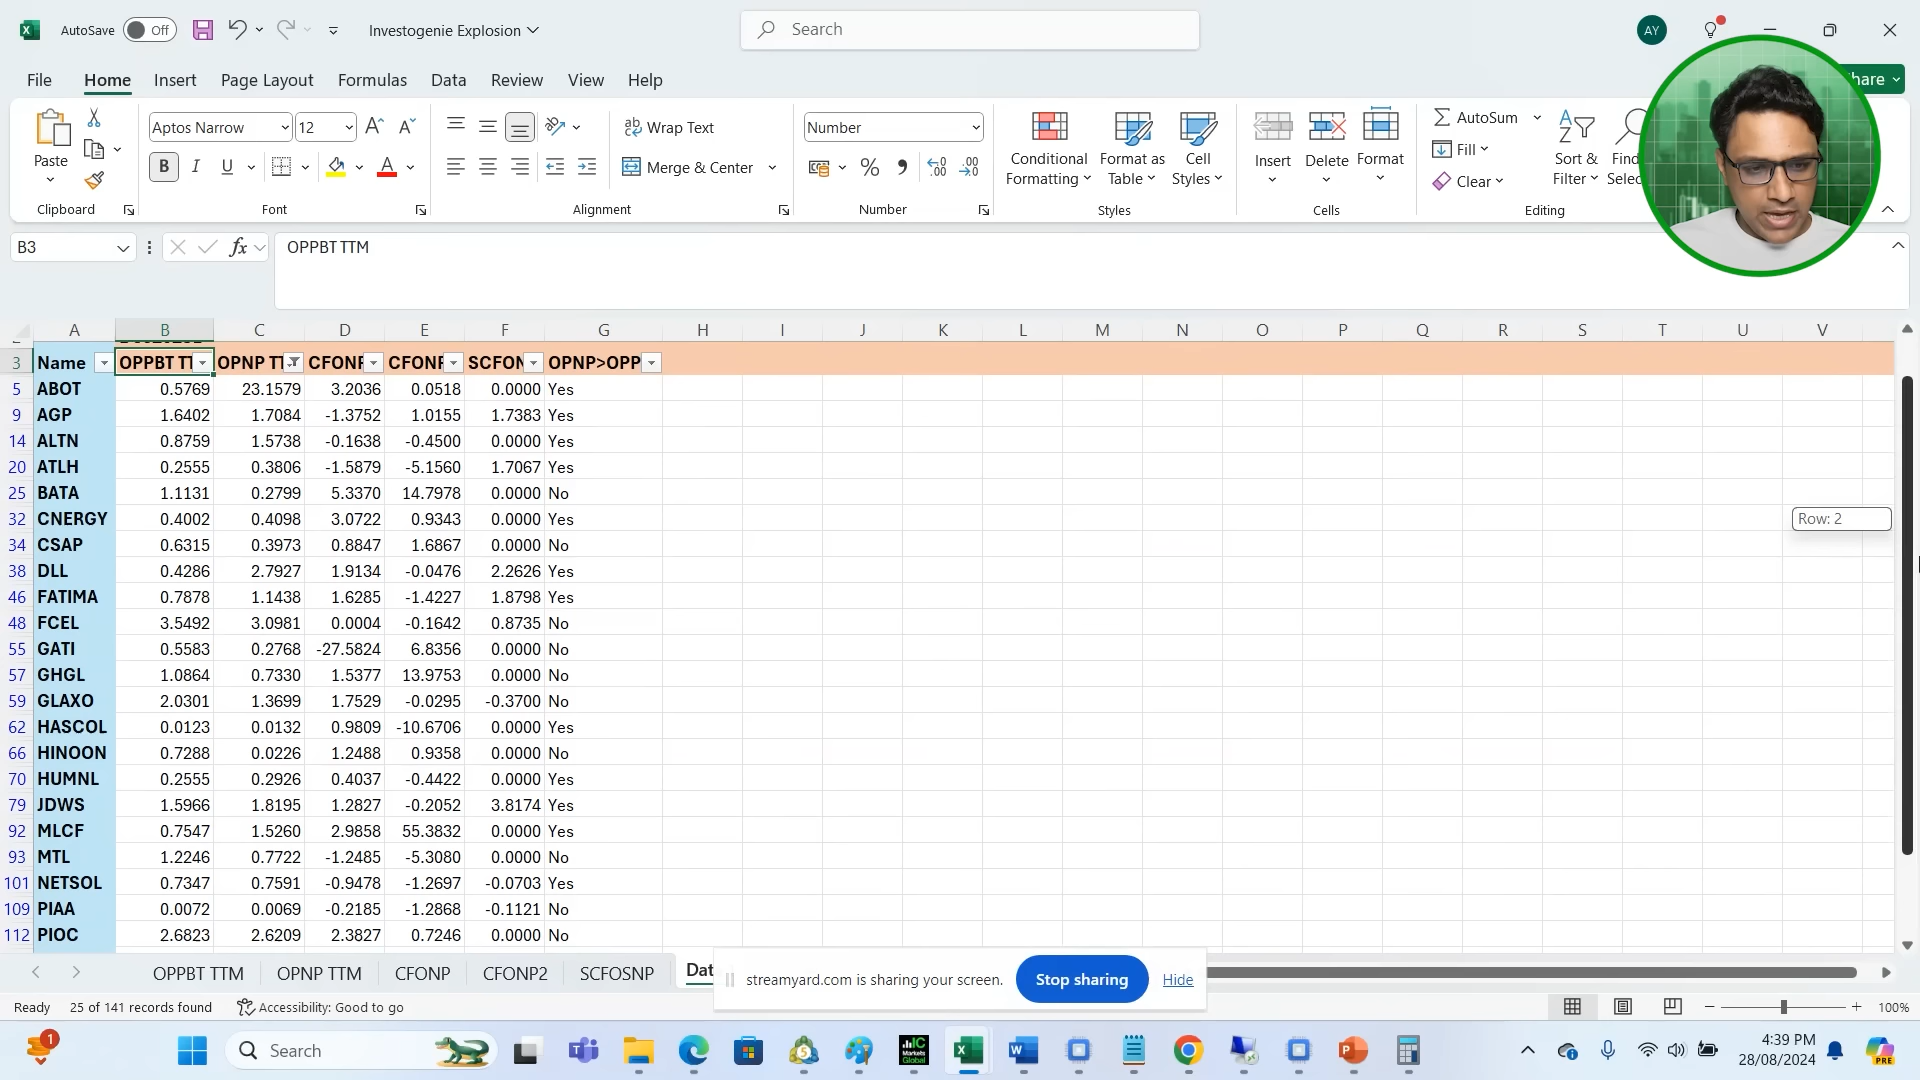 AutoSave Off Investogenie Explosion Search AY
File Home Insert Page Layout Formulas Data Review View Help hare
Paste Aptos Narrow 12 Wrap Text Merge & Center Number
B I U
Conditional Formatting Format as Table Cell Styles Insert Delete Format
AutoSum Fill Clear Sort & Filter Find
Clipboard Font Alignment Number Styles Cells Editing
B3 fx OPPBT TTM
A B C D E F G H I J K L M N O P Q R S T U V
3 Name OPPBT T OPNP T CFONP CFONP SCFON OPNP>OPP
5 ABOT 0.5769 23.1579 3.2036 0.0518 0.0000 Yes
9 AGP 1.6402 1.7084 -1.3752 1.0155 1.7383 Yes
14 ALTN 0.8759 1.5738 -0.1638 -0.4500 0.0000 Yes
20 ATLH 0.2555 0.3806 -1.5879 -5.1560 1.7067 Yes
25 BATA 1.1131 0.2799 5.3370 14.7978 0.0000 No
32 CNERGY 0.4002 0.4098 3.0722 0.9343 0.0000 Yes
Row: 2
34 CSAP 0.6315 0.3973 0.8847 1.6867 0.0000 No
38 DLL 0.4286 2.7927 1.9134 -0.0476 2.2626 Yes
46 FATIMA 0.7878 1.1438 1.6285 -1.4227 1.8798 Yes
48 FCEL 3.5492 3.0981 0.0004 -0.1642 0.8735 No
55 GATI 0.5583 0.2768 -27.5824 6.8356 0.0000 No
57 GHGL 1.0864 0.7330 1.5377 13.9753 0.0000 No
59 GLAXO 2.0301 1.3699 1.7529 -0.0295 -0.3700 No
62 HASCOL 0.0123 0.0132 0.9809 -10.6706 0.0000 Yes
66 HINOON 0.7288 0.0226 1.2488 0.9358 0.0000 No
70 HUMNL 0.2555 0.2926 0.4037 -0.4422 0.0000 Yes
79 JDWS 1.5966 1.8195 1.2827 -0.2052 3.8174 Yes
92 MLCF 0.7547 1.5260 2.9858 55.3832 0.0000 Yes
93 MTL 1.2246 0.7722 -1.2485 -5.3080 0.0000 No
101 NETSOL 0.7347 0.7591 -0.9478 -1.2697 -0.0703 Yes
109 PIAA 0.0072 0.0069 -0.2185 -1.2868 -0.1121 No
112 PIOC 2.6823 2.6209 2.3827 0.7246 0.0000 No
OPPBT TTM OPNP TTM CFONP CFONP2 SCFOSNP Dat
streamyard.com is sharing your screen. Stop sharing Hide
Ready 25 of 141 records found Accessibility: Good to go 100%
1 Search
4:39 PM
28/08/2024